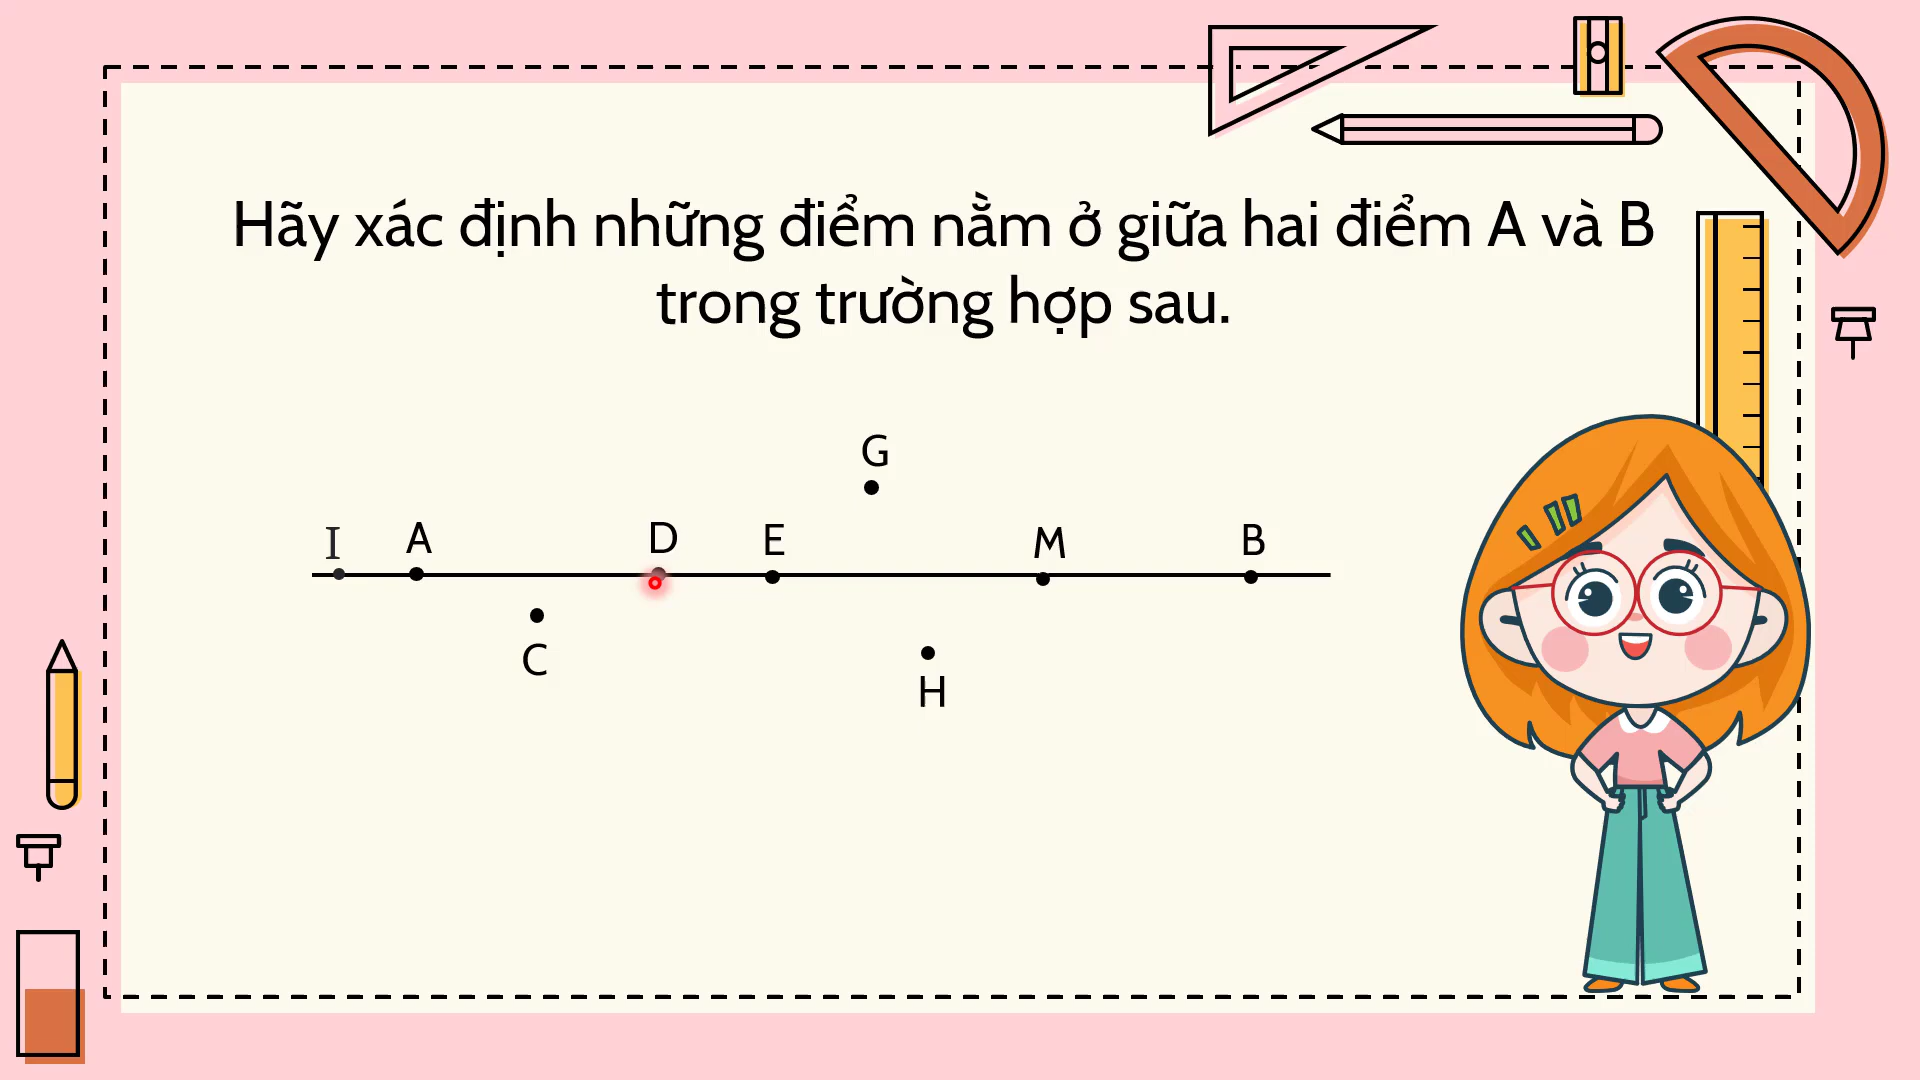 Hãy xác định những điểm nằm ở giữa hai điểm A và B
trong trường hợp sau.
G
I A D E M B
C
H